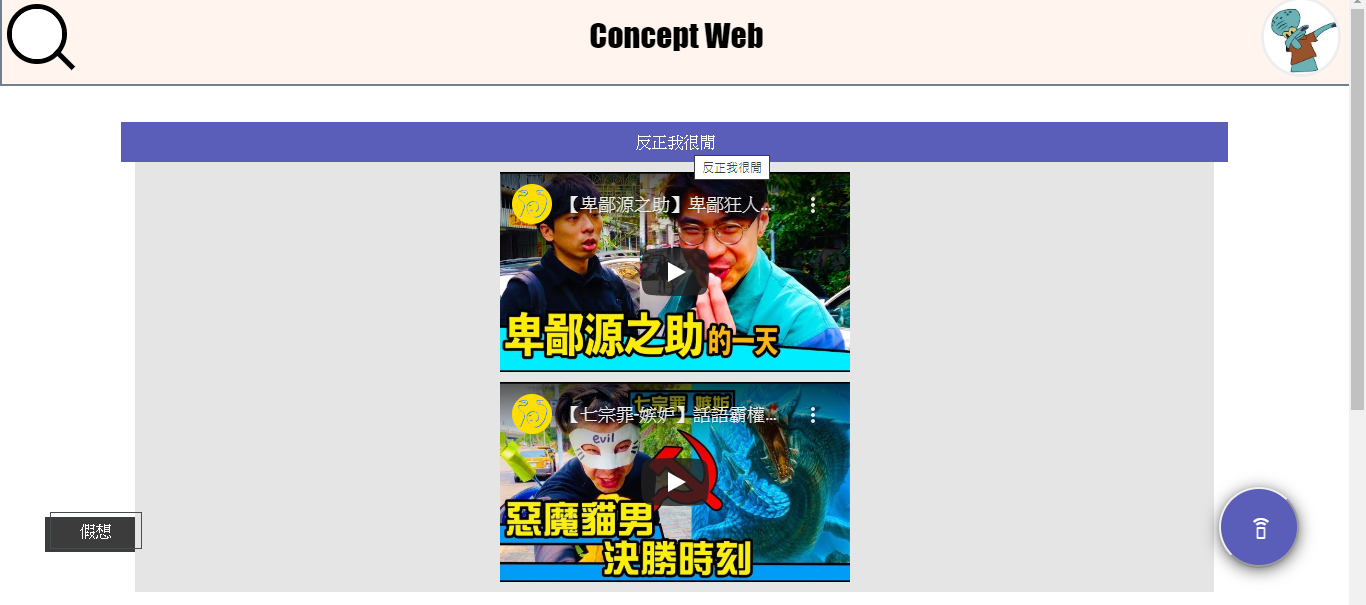 Concept Web
反正我很閒
反正我很閒
【卑鄙源之助】卑鄙狂人...
卑鄙源之助的一天
七宗罪 嫉妒
【七宗罪-嫉妒】話語霸權...
evil
惡魔貓男
決勝時刻
假想